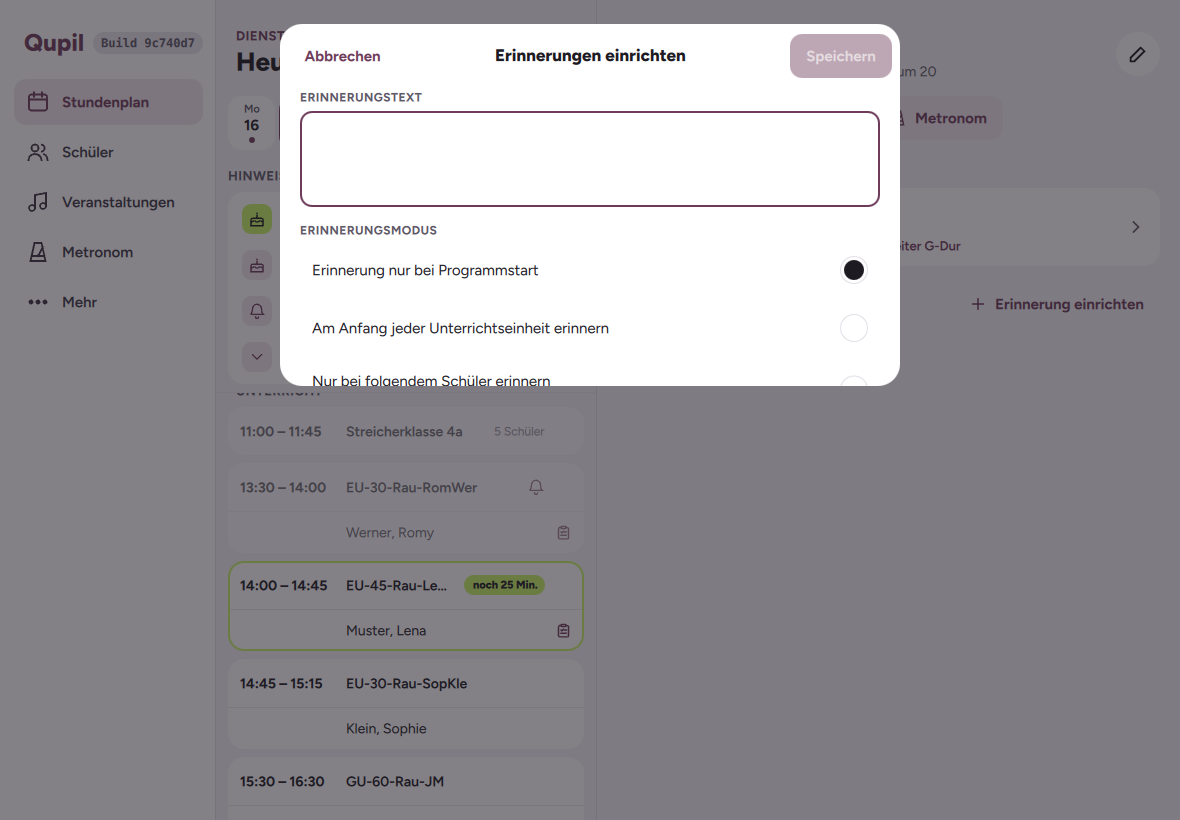 Qupil
Build 9c740d7
Stundenplan
Schüler
Veranstaltungen
Metronom
Mehr
Mo
16
Abbrechen
Erinnerungen einrichten
Speichern
ERINNERUNGSTEXT
ERINNERUNGSMODUS
Erinnerung nur bei Programmstart
Am Anfang jeder Unterrichtseinheit erinnern
Nur bei folgendem Schüler erinnern
um 20
Metronom
G-Dur
Erinnerung einrichten
UNTERRICHT
11:00 – 11:45 Streicherklasse 4a 5 Schüler
13:30 – 14:00 EU-30-Rau-RomWer
Werner, Romy
14:00 – 14:45 EU-45-Rau-Le... noch 25 Min.
Muster, Lena
14:45 – 15:15 EU-30-Rau-SopKle
Klein, Sophie
15:30 – 16:30 GU-60-Rau-JM